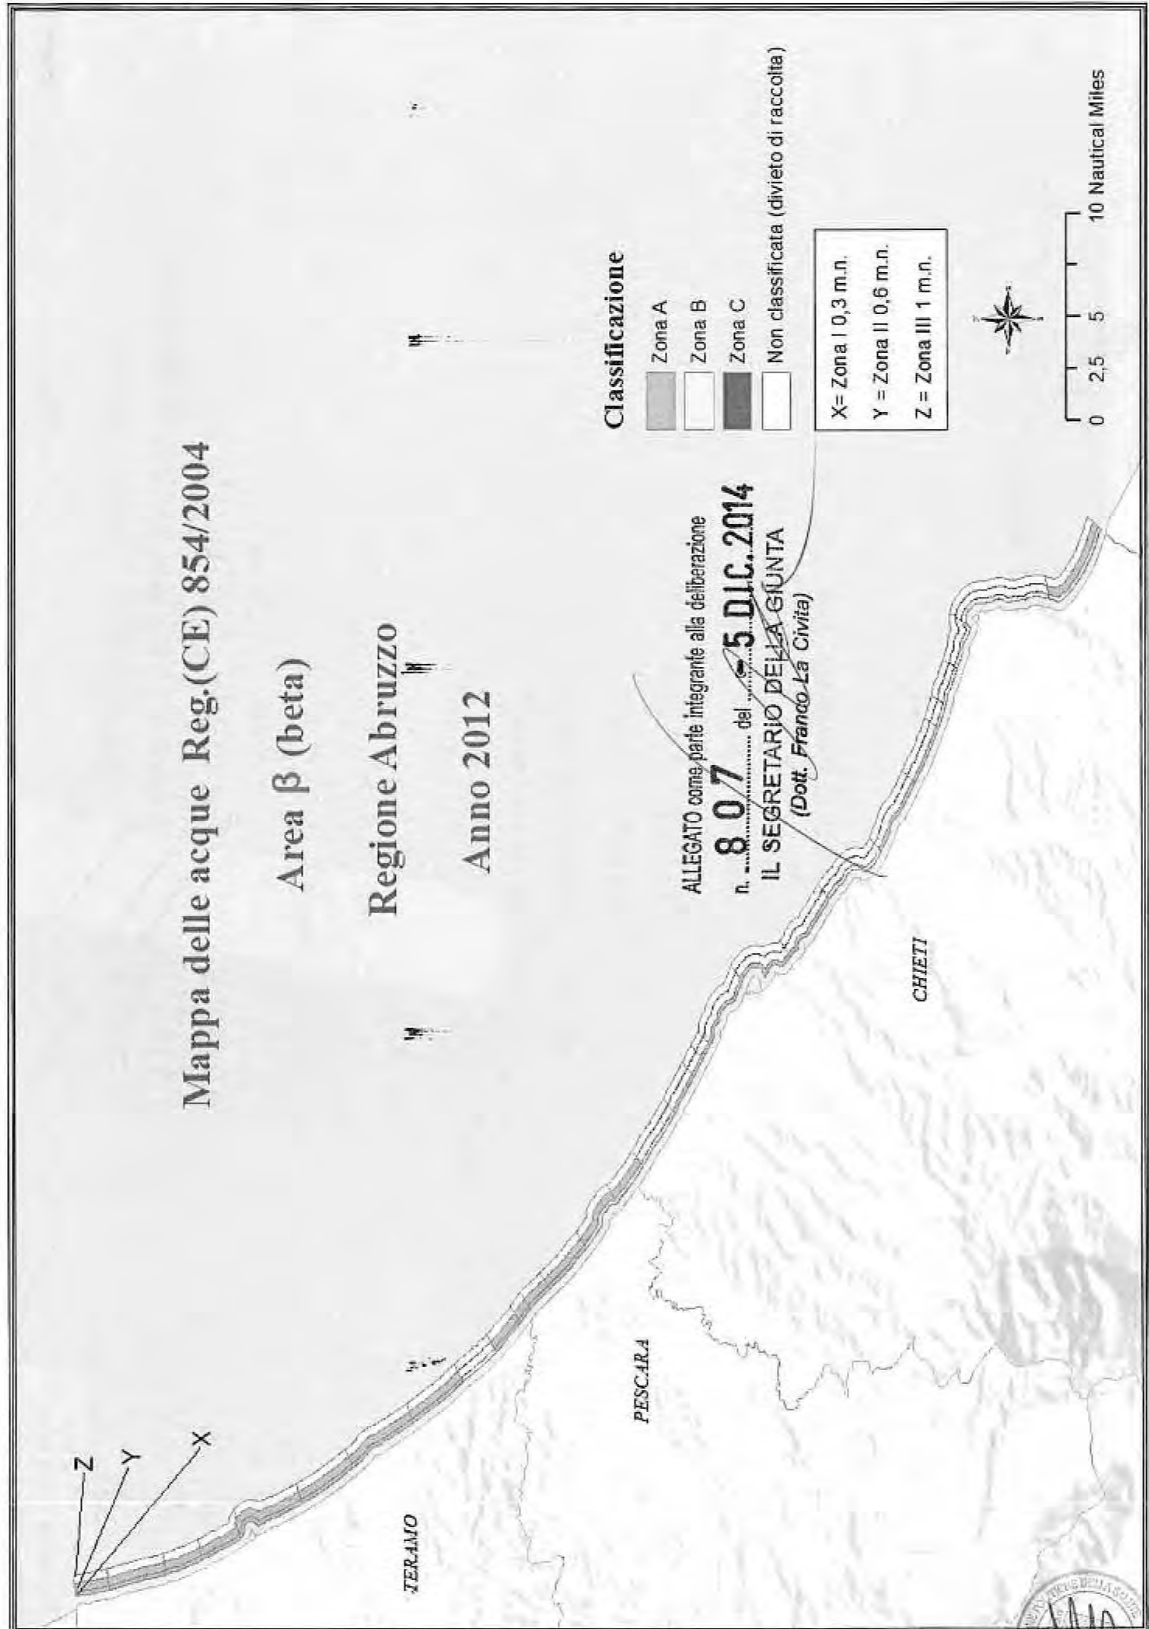 Mappa delle acque Reg.(CE) 854/2004
Area β (beta)
Regione Abruzzo
Anno 2012
Z
Y
X
TERAMO
PESCARA
CHIETI
ALLEGATO come parte integrante alla deliberazione
n. 807 del - 5 DIC. 2014
IL SEGRETARIO DELLA GIUNTA
(Dott. Franco La Civita)
Classificazione
Zona A
Zona B
Zona C
Non classificata (divieto di raccolta)
X= Zona I 0,3 m.n.
Y = Zona II 0,6 m.n.
Z = Zona III 1 m.n.
0 2,5 5 10 Nautical Miles